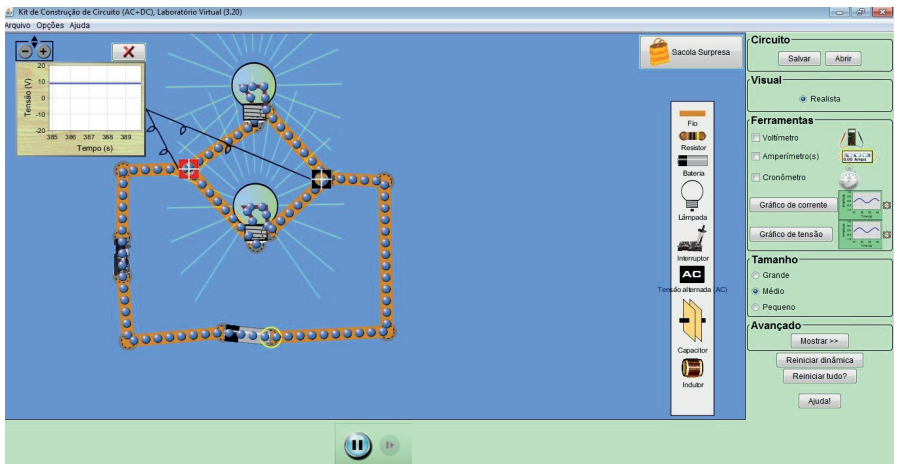 Kit de Construção de Circuito (AC+DC), Laboratório Virtual (3.20)
Arquivo Opções Ajuda
20
10
0
-10
-20
Tensão (V)
385 386 387 388 389
Tempo (s)
Sacola Surpresa
Fio
Resistor
Bateria
Lâmpada
Interruptor
AC
Tensão alternada (AC)
Capacitor
Indutor
Circuito
Salvar Abrir
Visual
Realista
Ferramentas
Voltímetro
Amperímetro(s)
0.00 Amps
Cronômetro
Gráfico de corrente
Gráfico de tensão
Tamanho
Grande
Médio
Pequeno
Avançado
Mostrar >>
Reiniciar dinâmica
Reiniciar tudo?
Ajuda!